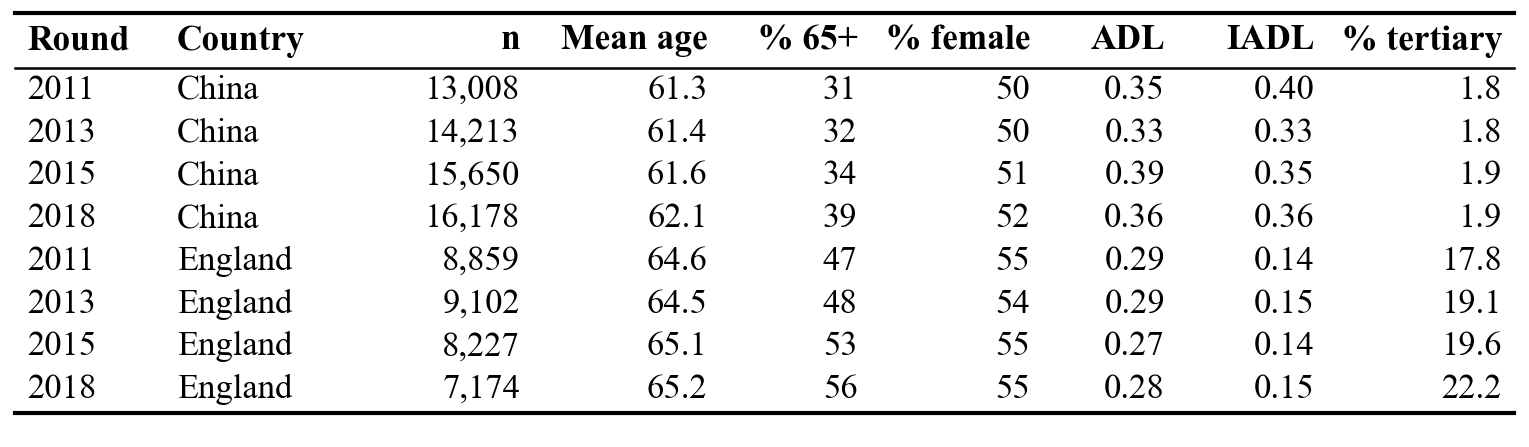 Round Country n Mean age % 65+ % female ADL IADL % tertiary
2011 China 13,008 61.3 31 50 0.35 0.40 1.8
2013 China 14,213 61.4 32 50 0.33 0.33 1.8
2015 China 15,650 61.6 34 51 0.39 0.35 1.9
2018 China 16,178 62.1 39 52 0.36 0.36 1.9
2011 England 8,859 64.6 47 55 0.29 0.14 17.8
2013 England 9,102 64.5 48 54 0.29 0.15 19.1
2015 England 8,227 65.1 53 55 0.27 0.14 19.6
2018 England 7,174 65.2 56 55 0.28 0.15 22.2